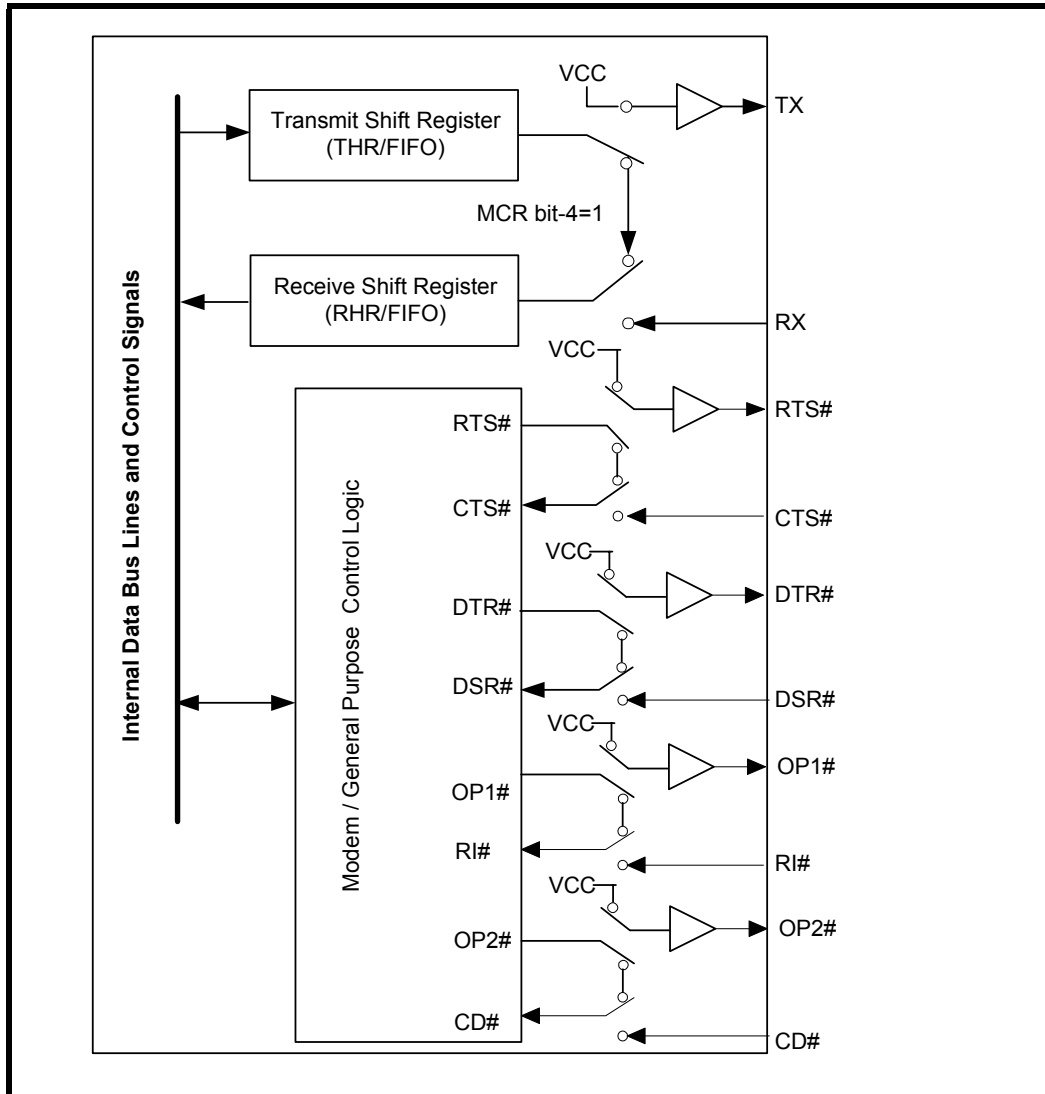 VCC
TX
Transmit Shift Register
(THR/FIFO)
MCR bit-4=1
Receive Shift Register
(RHR/FIFO)
RX
VCC
RTS#
RTS#
CTS#
CTS#
VCC
DTR#
DTR#
DSR#
DSR#
VCC
OP1#
OP1#
RI#
RI#
VCC
OP2#
OP2#
CD#
CD#
Internal Data Bus Lines and Control Signals
Modem / General Purpose Control Logic